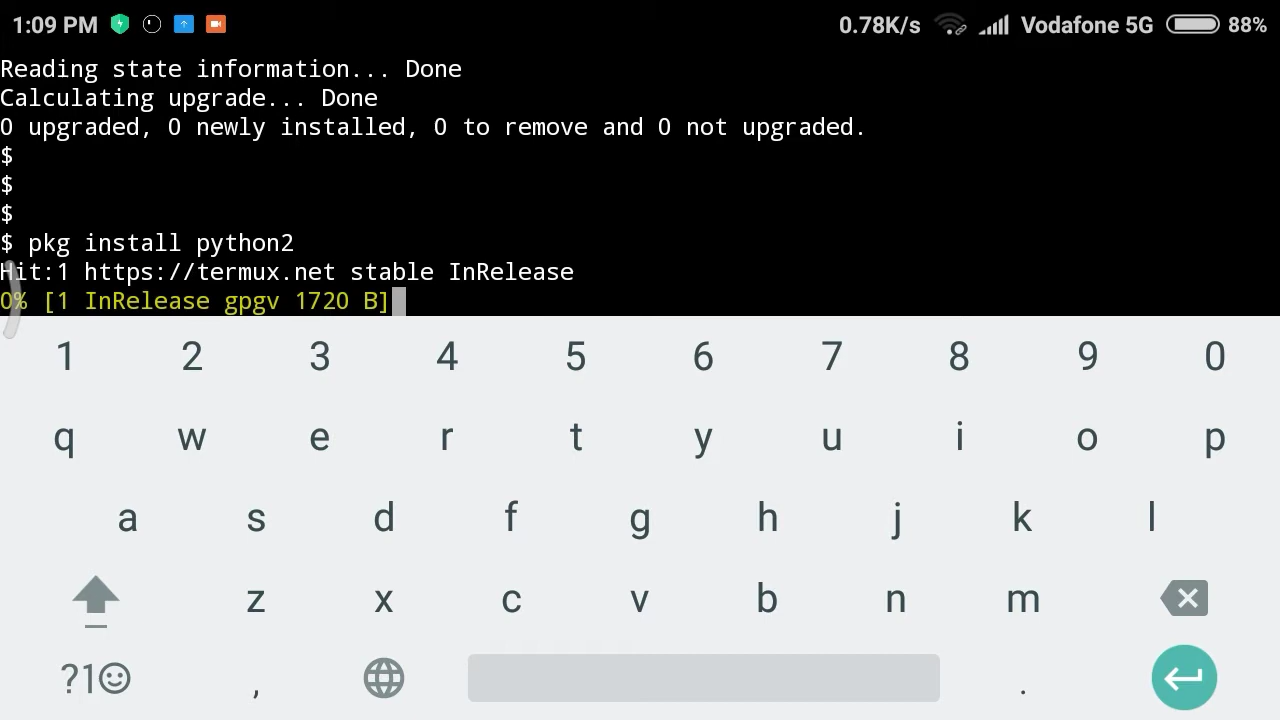 1:09 PM 0.78K/s Vodafone 5G 88%
Reading state information... Done
Calculating upgrade... Done
0 upgraded, 0 newly installed, 0 to remove and 0 not upgraded.
$
$
$
$ pkg install python2
Hit:1 https://termux.net stable InRelease
0% [1 InRelease gpgv 1720 B]
1 2 3 4 5 6 7 8 9 0
q w e r t y u i o p
a s d f g h j k l
z x c v b n m
?1☺ , .